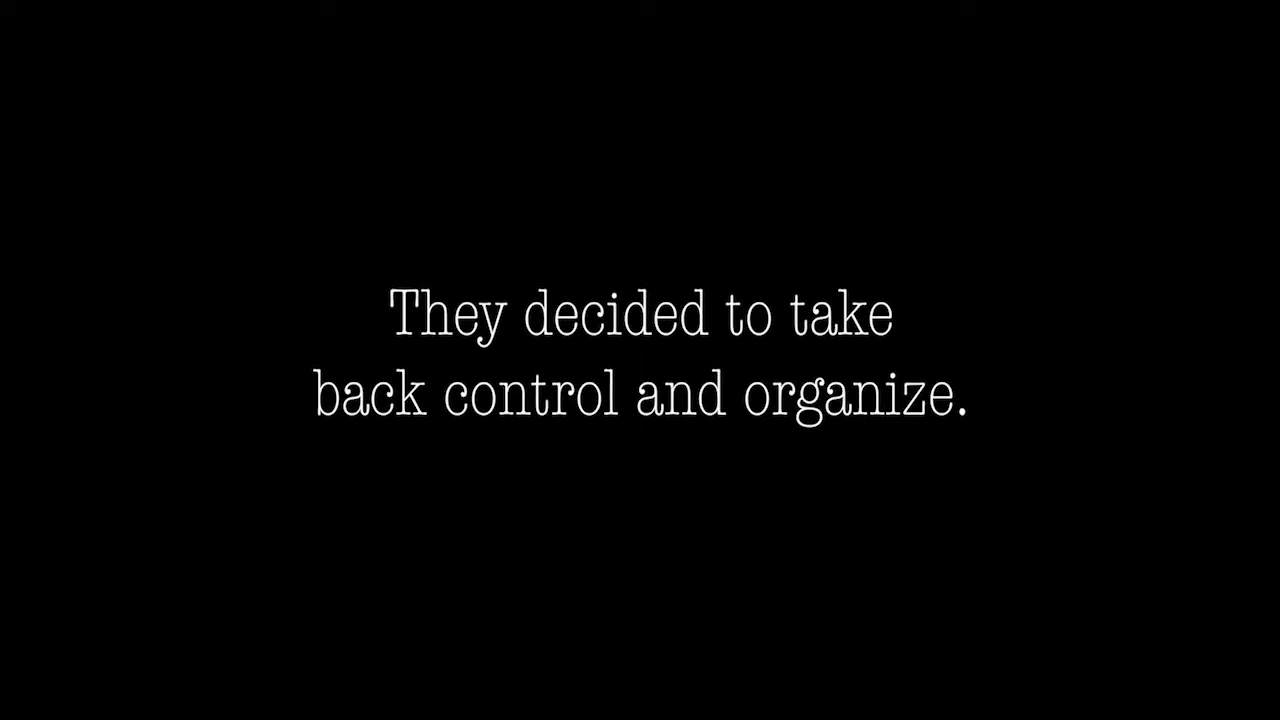 They decided to take
back control and organize.